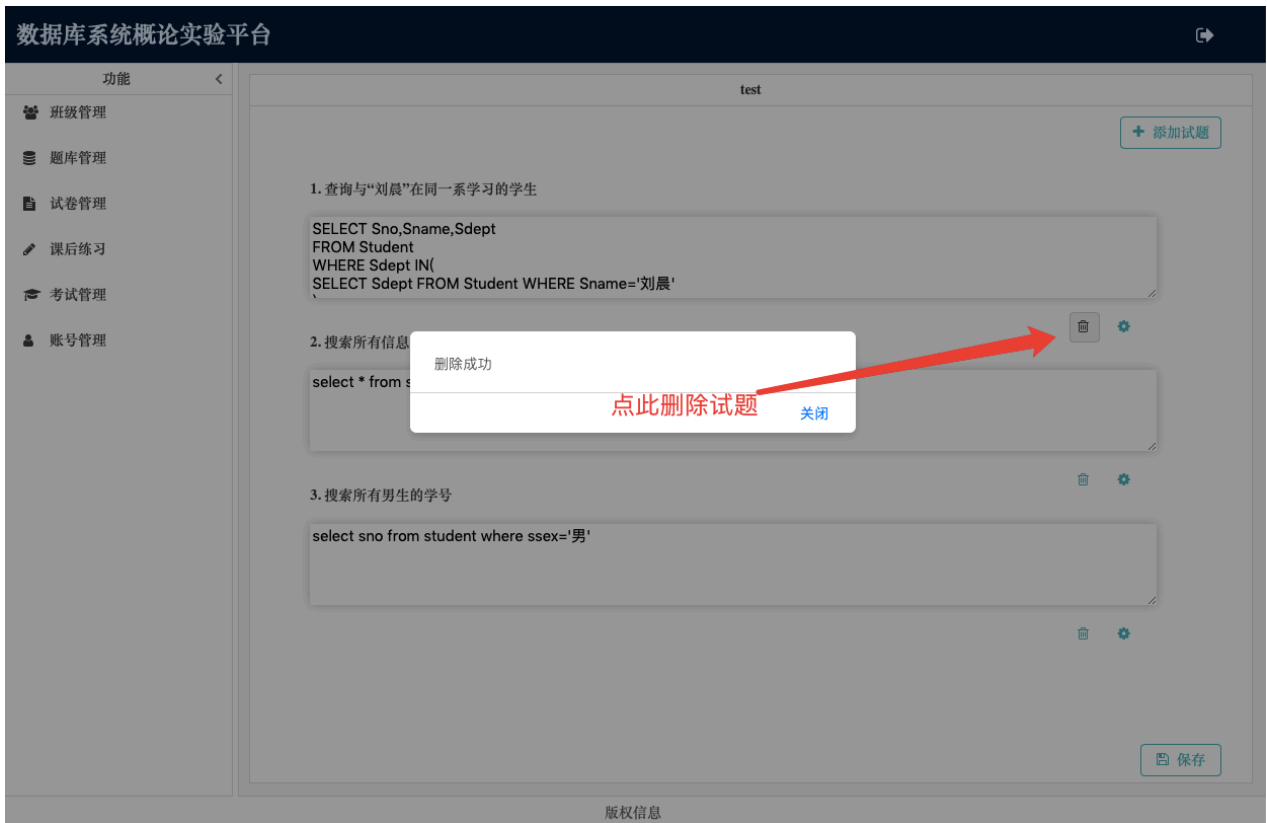 数据库系统概论实验平台
功能
班级管理
题库管理
试卷管理
课后练习
考试管理
账号管理
test
添加试题
1. 查询与“刘晨”在同一系学习的学生
SELECT Sno,Sname,Sdept
FROM Student
WHERE Sdept IN(
SELECT Sdept FROM Student WHERE Sname='刘晨'
2. 搜索所有信息
select * from s
删除成功
点此删除试题
关闭
3. 搜索所有男生的学号
select sno from student where ssex='男'
保存
版权信息